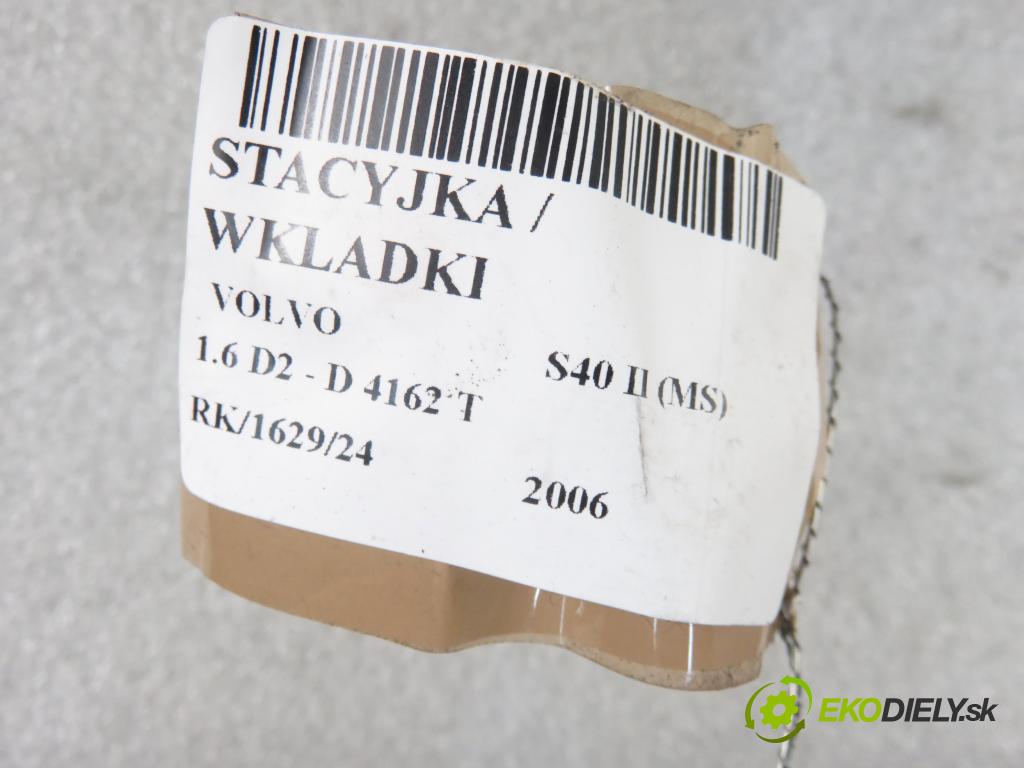 STACYJKA /
WKLADKI
VOLVO
S40 II (MS)
1.6 D2 - D 4162 T
RK/1629/24
2006
EKODIELY.sk